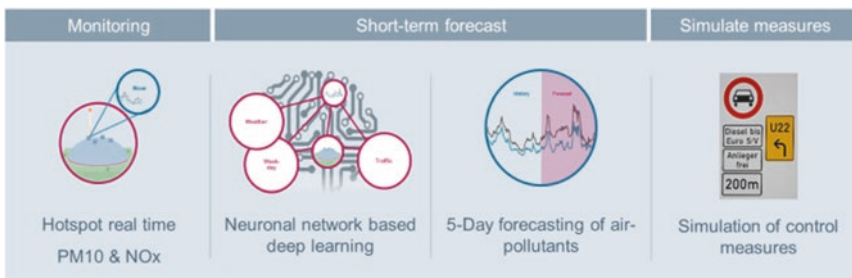 Monitoring
Short-term forecast
Simulate measures
Weather
Week-
day
Traffic
History
Forecast
Diesel bis
Euro 5/V
Anlieger
frei
200m
U22
Hotspot real time
PM10 & NOx
Neuronal network based
deep learning
5-Day forecasting of air-
pollutants
Simulation of control
measures